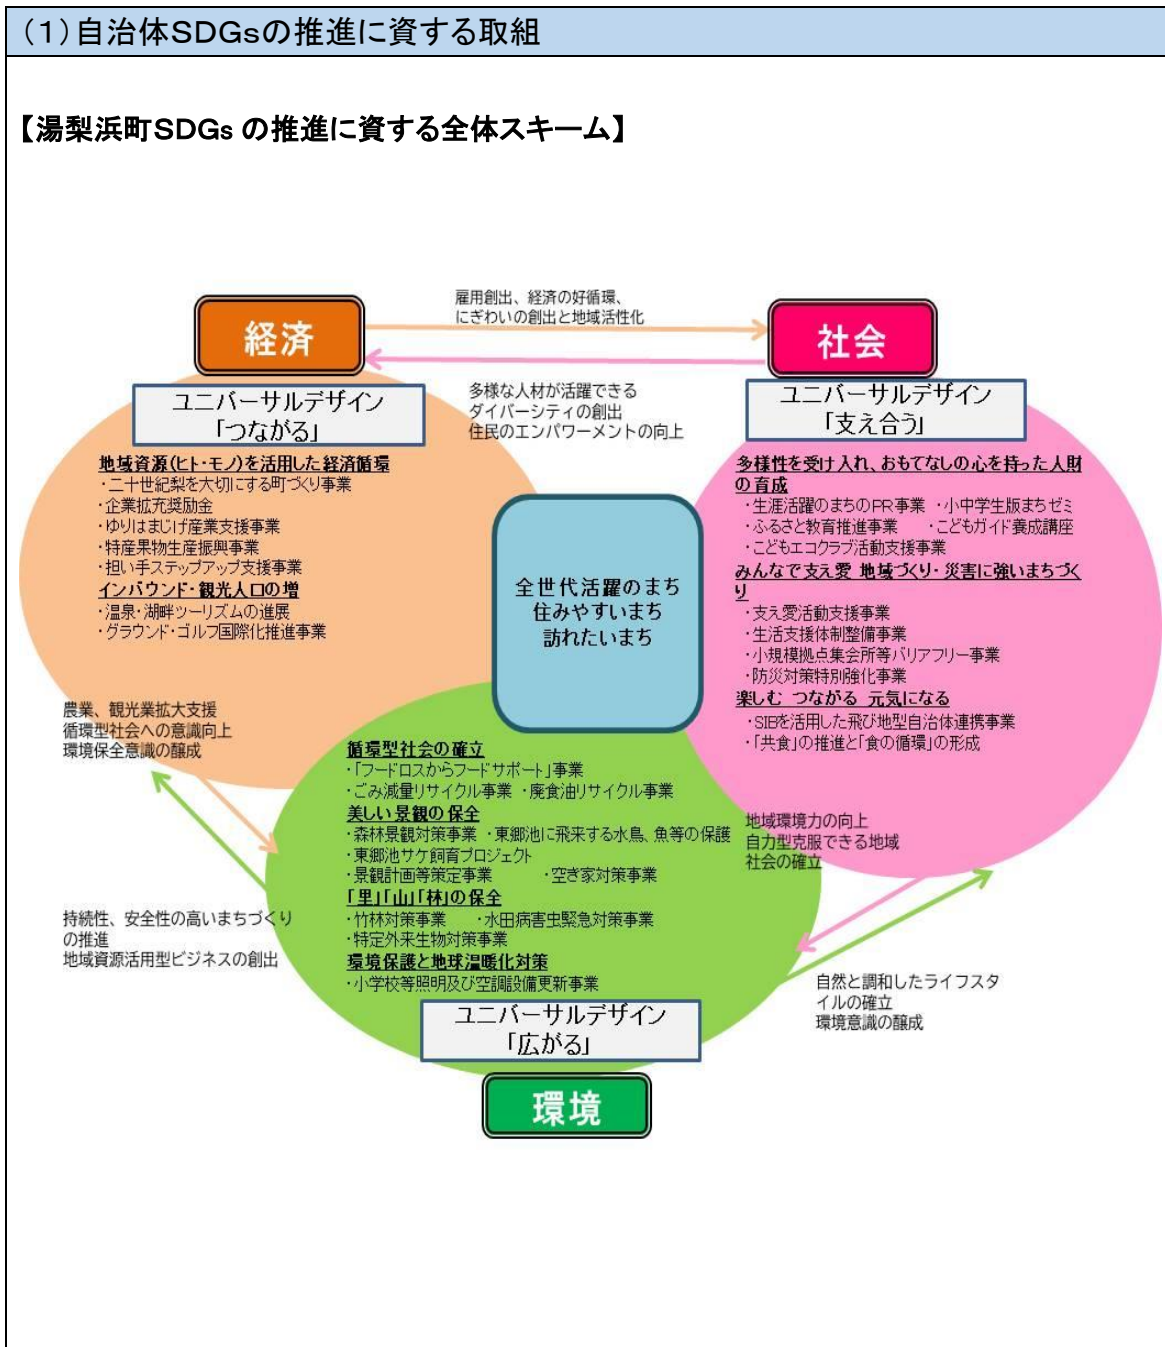 (1)自治体SDGsの推進に資する取組
【湯梨浜町SDGs の推進に資する全体スキーム】
雇用創出、経済の好循環、
にぎわいの創出と地域活性化
経済
社会
多様な人材が活躍できる
ダイバーシティの創出
住民のエンパワーメントの向上
ユニバーサルデザイン
「つながる」
地域資源(ヒト・モノ)を活用した経済循環
・二十世紀梨を大切にする町づくり事業
・企業拡充奨励金
・ゆりはまじげ産業支援事業
・特産果物生産振興事業
・担い手ステップアップ支援事業
インバウンド・観光人口の増
・温泉・湖畔ツーリズムの進展
・グラウンド・ゴルフ国際化推進事業
ユニバーサルデザイン
「支え合う」
多様性を受け入れ、おもてなしの心を持った人財
の育成
・生涯活躍のまちのPR事業 ・小中学生版まちゼミ
・ふるさと教育推進事業 ・こどもガイド養成講座
・こどもエコクラブ活動支援事業
みんなで支え愛 地域づくり・災害に強いまちづく
り
・支え愛活動支援事業
・生活支援体制整備事業
・小規模拠点集会所等バリアフリー事業
・防災対策特別強化事業
楽しむ つながる 元気になる
・SIBを活用した飛び地型自治体連携事業
・「共食」の推進と「食の循環」の形成
全世代活躍のまち
住みやすいまち
訪れたいまち
農業、観光業拡大支援
循環型社会への意識向上
環境保全意識の醸成
循環型社会の確立
・「フードロスからフードサポート」事業
・ごみ減量リサイクル事業 ・廃食油リサイクル事業
美しい景観の保全
・森林景観対策事業 ・東郷池に飛来する水鳥、魚等の保護
・東郷池サケ飼育プロジェクト
・景観計画等策定事業 ・空き家対策事業
「里」「山」「林」の保全
・竹林対策事業 ・水田病害虫緊急対策事業
・特定外来生物対策事業
環境保護と地球温暖化対策
・小学校等照明及び空調設備更新事業
地域環境力の向上
自力型克服できる地域
社会の確立
持続性、安全性の高いまちづくり
の推進
地域資源活用型ビジネスの創出
自然と調和したライフスタ
イルの確立
環境意識の醸成
ユニバーサルデザイン
「広がる」
環境